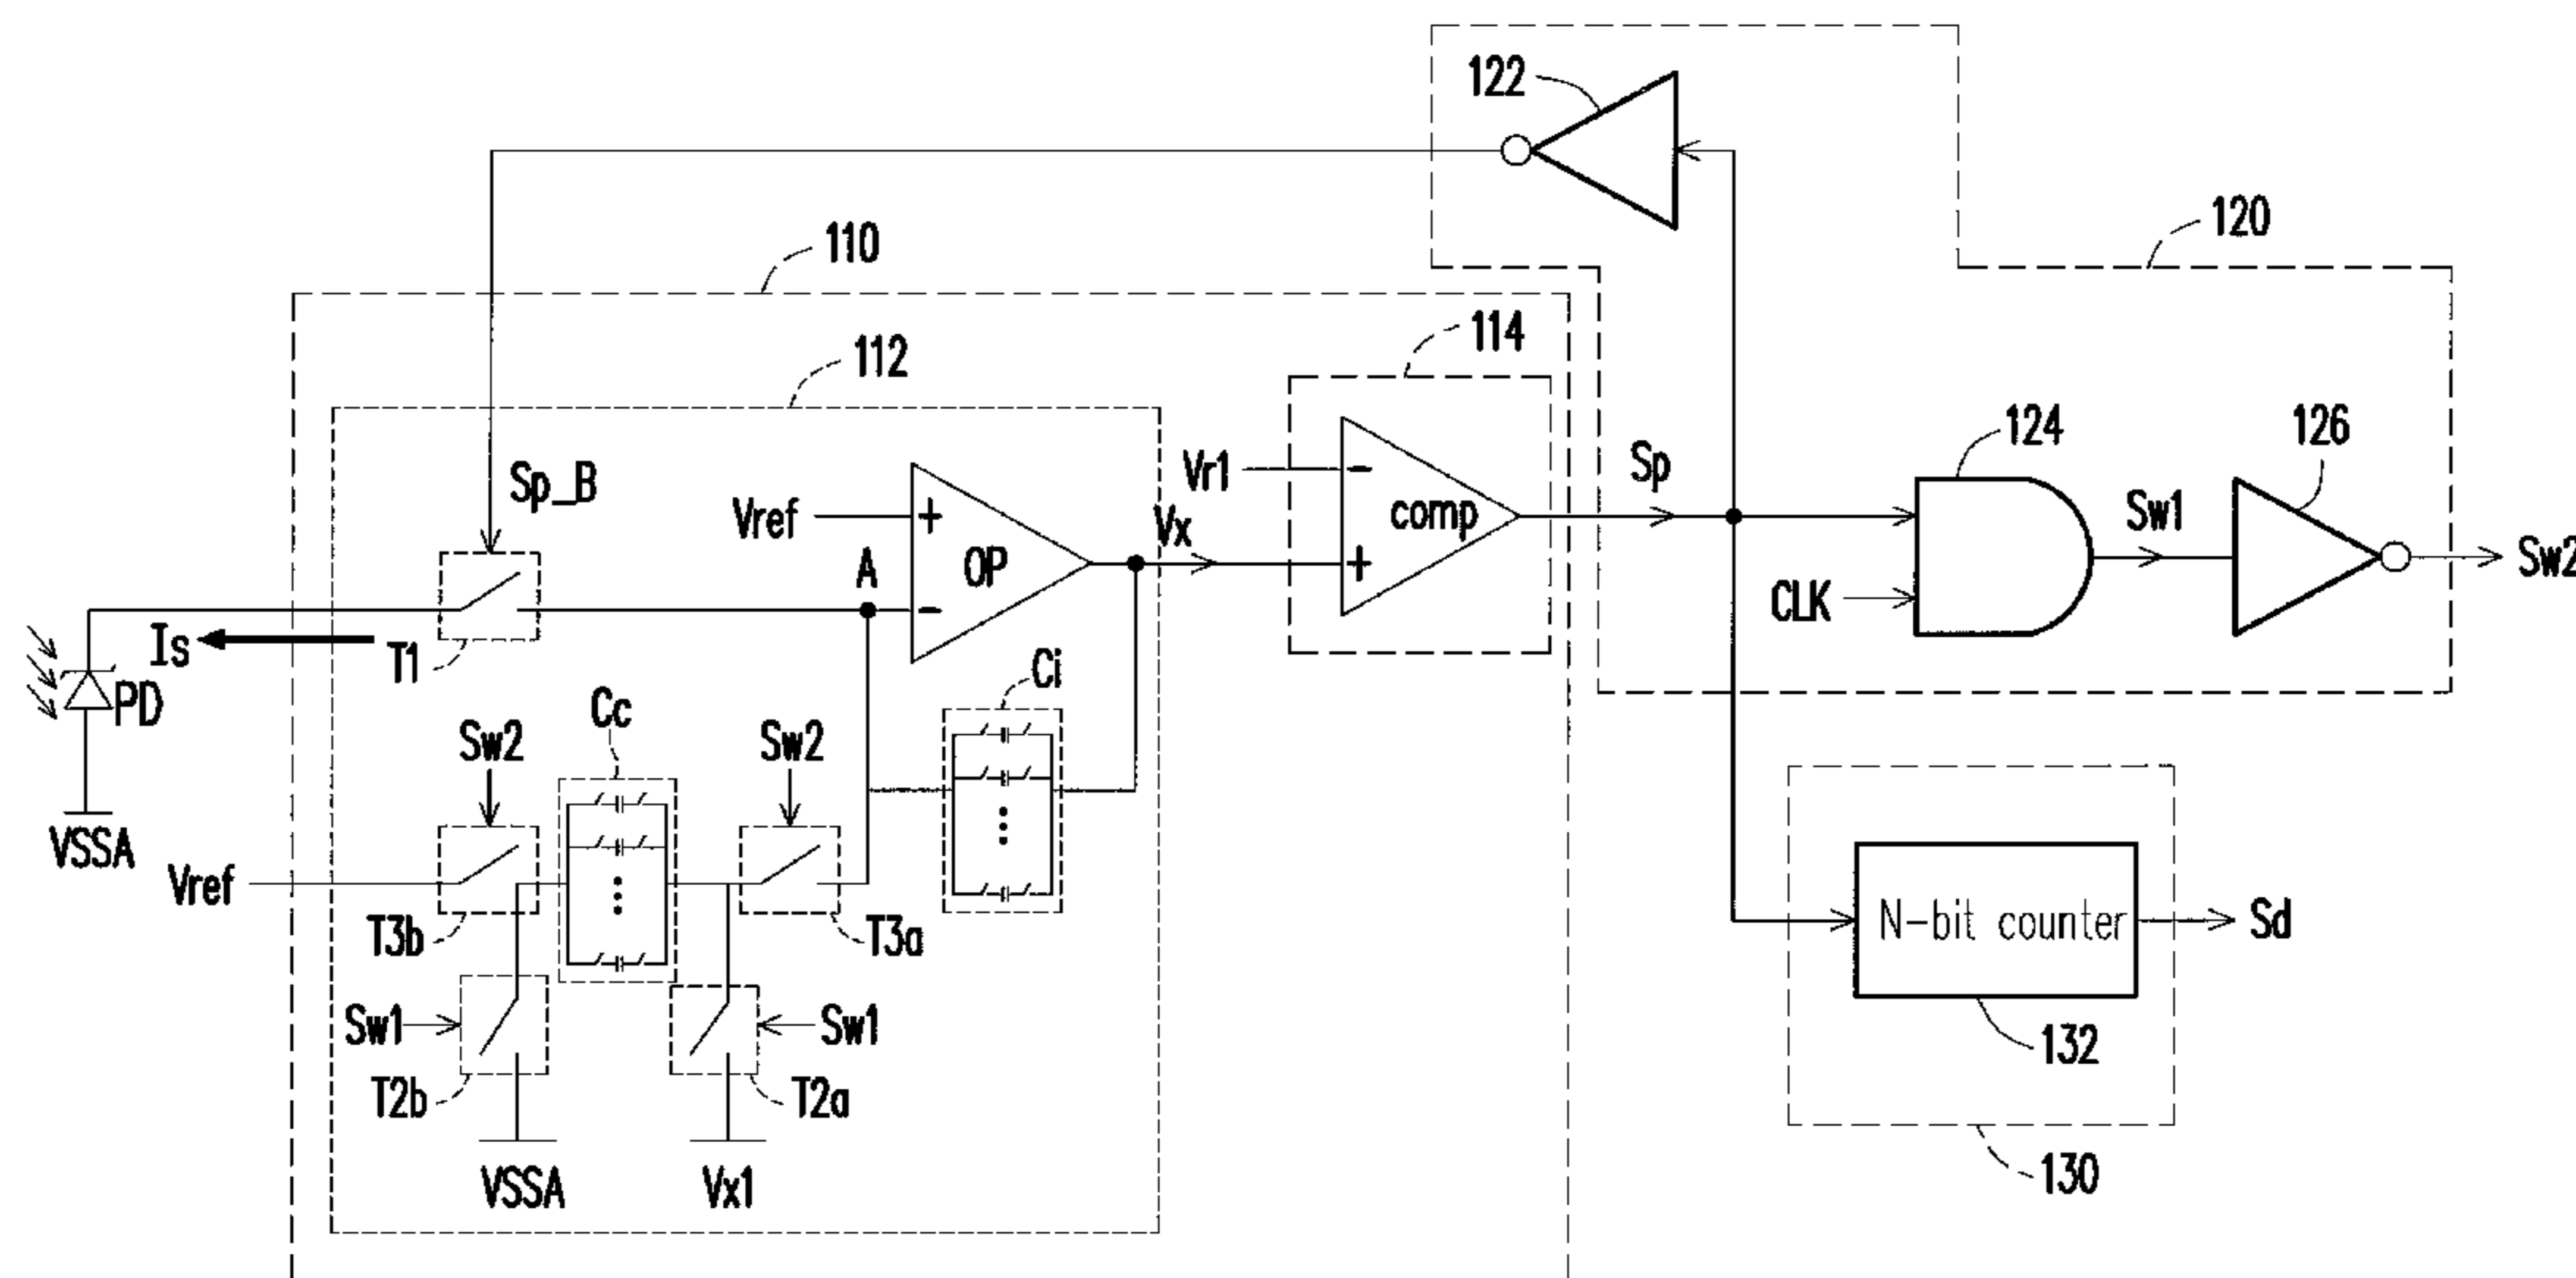 122
120
110
114
112
124
126
Sp_B
Vr1
Sp
Vref
+
-
comp
Sw1
A
OP
Vx
+
-
CLK
Sw2
Is
T1
PD
Cc
Ci
Sw2
Sw2
VSSA
Vref
T3b
T3a
N-bit counter
Sd
Sw1
Sw1
132
T2b
T2a
VSSA
Vx1
130